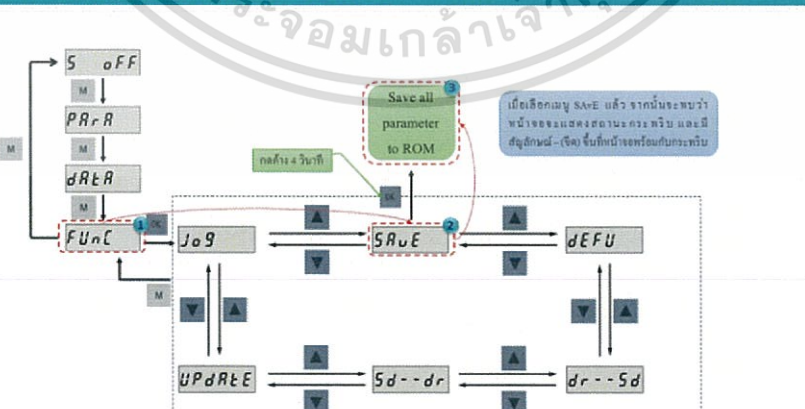 ระจอมเกล้าเจ้า
S oFF
M
PArA
M
M
dAtA
M
FUnC
1
OK
Save all
parameter
to ROM
3
เมื่อเลือกเมนู SAvE แล้ว จากนั้นจะพบว่า
หน้าจอจะแสดงสถานะกระพริบ และมี
สัญลักษณ์ – (ขีด) ขึ้นที่หน้าจอพร้อมกับกระพริบ
กดค้าง 4 วินาที
OK
Jog
SAvE
2
dEFU
M
UPdAtE
Sd--dr
dr--Sd